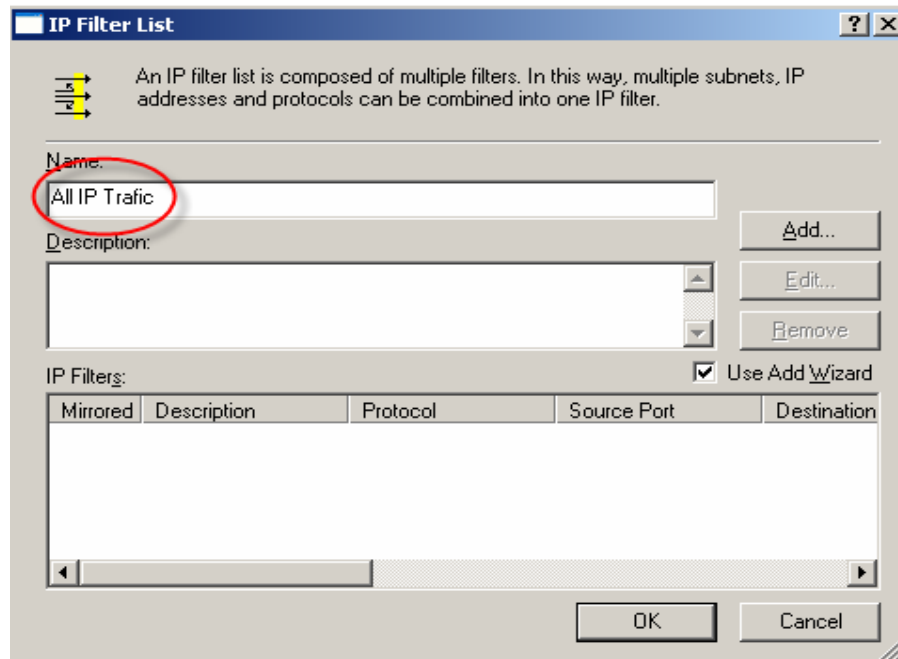 IP Filter List
An IP filter list is composed of multiple filters. In this way, multiple subnets, IP
addresses and protocols can be combined into one IP filter.
Name:
All IP Trafic
Add...
Description:
Edit...
Remove
IP Filters:
Use Add Wizard
Mirrored Description Protocol Source Port Destination
OK Cancel